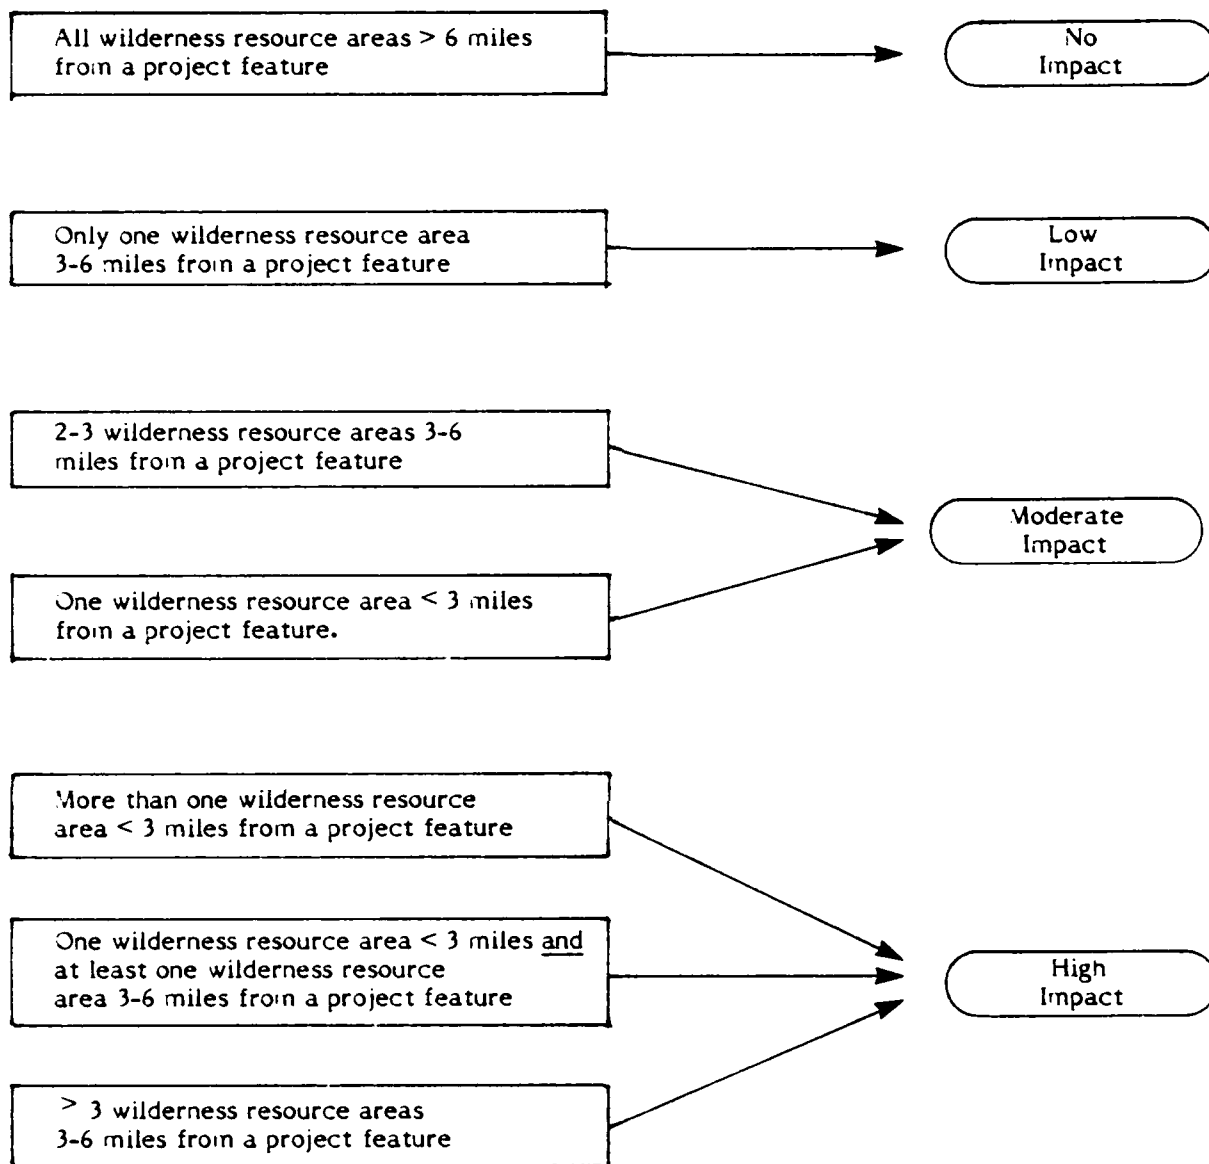 All wilderness resource areas > 6 miles
from a project feature
No
Impact
Only one wilderness resource area
3-6 miles from a project feature
Low
Impact
2-3 wilderness resource areas 3-6
miles from a project feature
Moderate
Impact
One wilderness resource area < 3 miles
from a project feature.
More than one wilderness resource
area < 3 miles from a project feature
One wilderness resource area < 3 miles and
at least one wilderness resource
area 3-6 miles from a project feature
High
Impact
> 3 wilderness resource areas
3-6 miles from a project feature